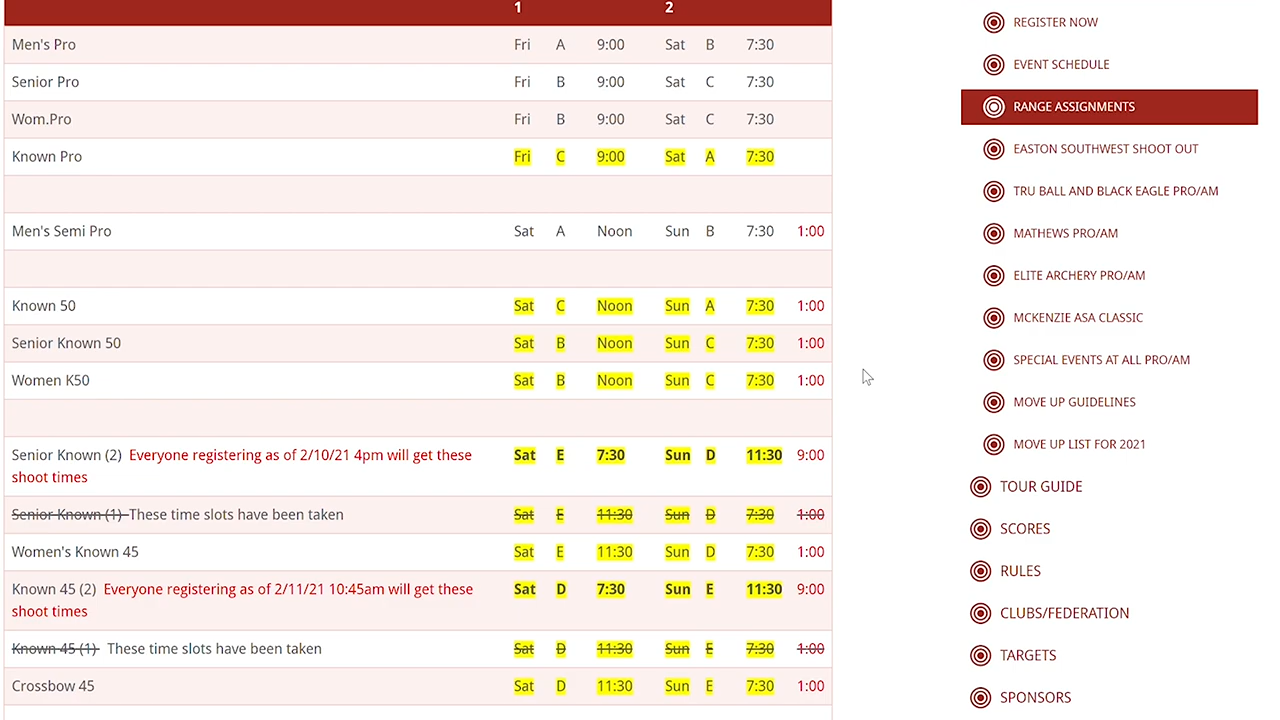 1 2
Men's Pro Fri A 9:00 Sat B 7:30
Senior Pro Fri B 9:00 Sat C 7:30
Wom.Pro Fri B 9:00 Sat C 7:30
Known Pro Fri C 9:00 Sat A 7:30
Men's Semi Pro Sat A Noon Sun B 7:30 1:00
Known 50 Sat C Noon Sun A 7:30 1:00
Senior Known 50 Sat B Noon Sun C 7:30 1:00
Women K50 Sat B Noon Sun C 7:30 1:00
Senior Known (2) Everyone registering as of 2/10/21 4pm will get these Sat E 7:30 Sun D 11:30 9:00
shoot times
Senior Known (1) These time slots have been taken Sat E 11:30 Sun D 7:30 1:00
Women's Known 45 Sat E 11:30 Sun D 7:30 1:00
Known 45 (2) Everyone registering as of 2/11/21 10:45am will get these Sat D 7:30 Sun E 11:30 9:00
shoot times
Known 45 (1) These time slots have been taken Sat D 11:30 Sun E 7:30 1:00
Crossbow 45 Sat D 11:30 Sun E 7:30 1:00
REGISTER NOW
EVENT SCHEDULE
RANGE ASSIGNMENTS
EASTON SOUTHWEST SHOOT OUT
TRU BALL AND BLACK EAGLE PRO/AM
MATHEWS PRO/AM
ELITE ARCHERY PRO/AM
MCKENZIE ASA CLASSIC
SPECIAL EVENTS AT ALL PRO/AM
MOVE UP GUIDELINES
MOVE UP LIST FOR 2021
TOUR GUIDE
SCORES
RULES
CLUBS/FEDERATION
TARGETS
SPONSORS